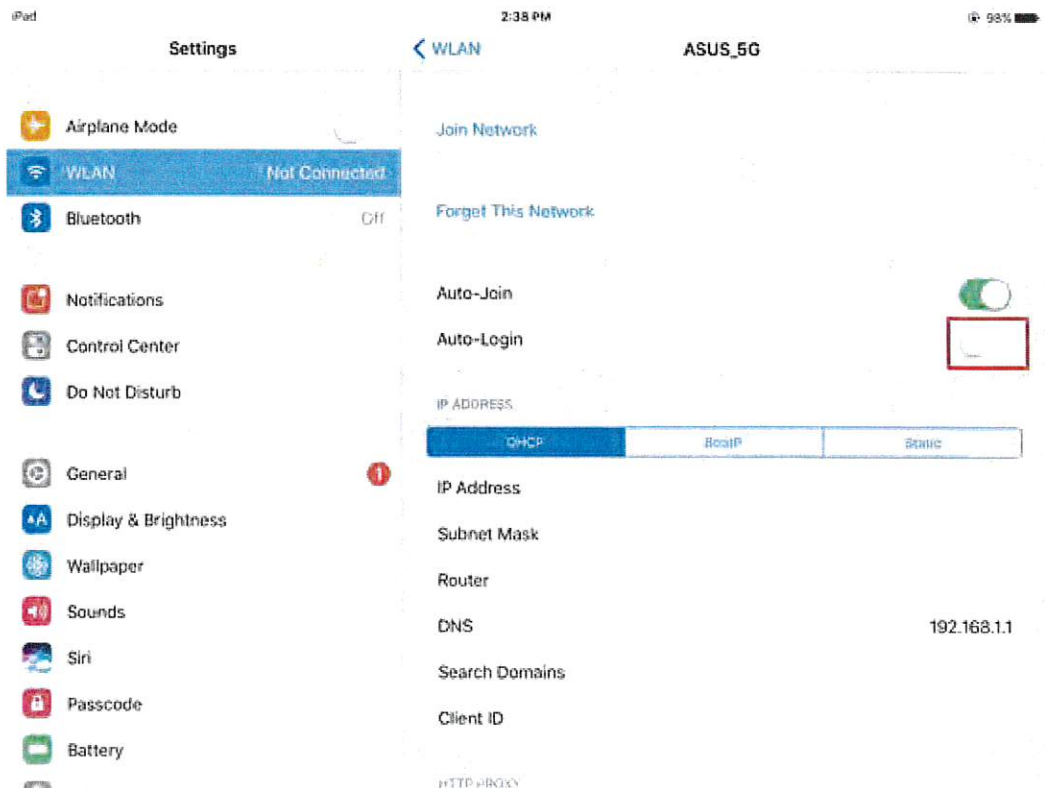 iPad 2:38 PM 98%
Settings
WLAN ASUS_5G
Airplane Mode
WLAN Not Connected
Bluetooth Off
Notifications
Control Center
Do Not Disturb
General 1
Display & Brightness
Wallpaper
Sounds
Siri
Passcode
Battery
Join Network
Forget This Network
Auto-Join
Auto-Login
IP ADDRESS
DHCP BootP Static
IP Address
Subnet Mask
Router
DNS 192.168.1.1
Search Domains
Client ID
HTTP PROXY